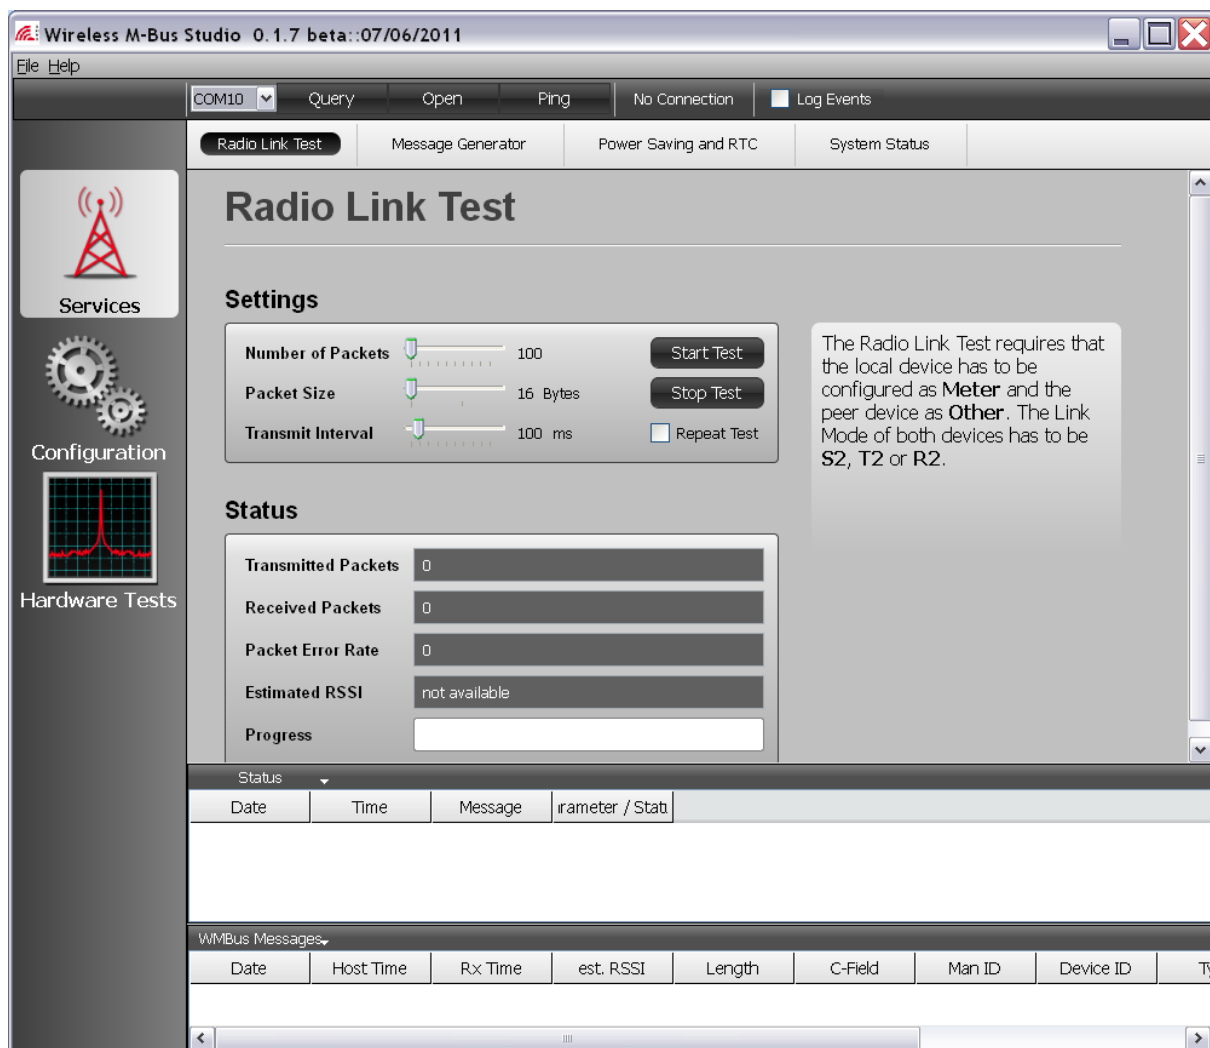 Wireless M-Bus Studio 0.1.7 beta::07/06/2011
File Help
COM10 Query Open Ping No Connection Log Events
Radio Link Test Message Generator Power Saving and RTC System Status
Services
Configuration
Hardware Tests
Radio Link Test
Settings
Number of Packets 100 Start Test
Packet Size 16 Bytes Stop Test
Transmit Interval 100 ms Repeat Test
The Radio Link Test requires that
the local device has to be
configured as Meter and the
peer device as Other. The Link
Mode of both devices has to be
S2, T2 or R2.
Status
Transmitted Packets 0
Received Packets 0
Packet Error Rate 0
Estimated RSSI not available
Progress
Status
Date Time Message /
WMBus Messages
Date Host Time Rx Time est. RSSI Length C-Field Man ID Device ID